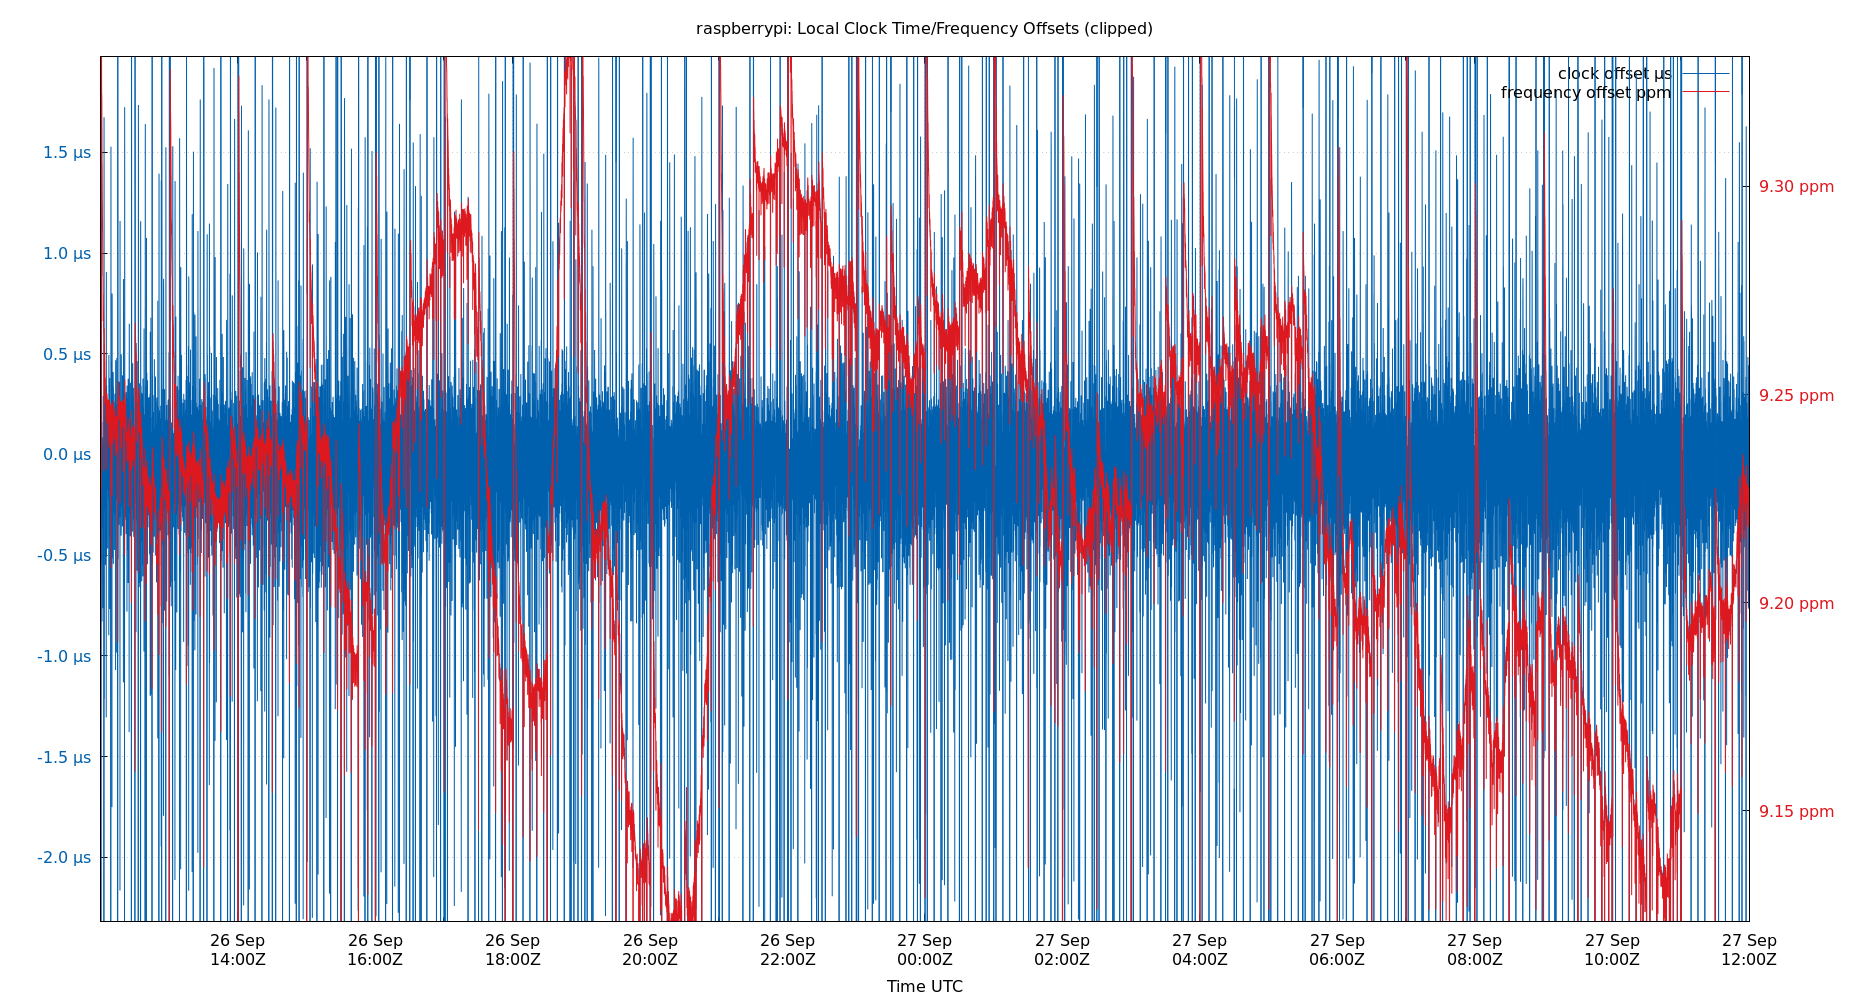 raspberrypi: Local Clock Time/Frequency Offsets (clipped)
clock offset µs
frequency offset ppm
1.5 µs
1.0 µs
0.5 µs
0.0 µs
-0.5 µs
-1.0 µs
-1.5 µs
-2.0 µs
9.30 ppm
9.25 ppm
9.20 ppm
9.15 ppm
26 Sep 26 Sep 26 Sep 26 Sep 26 Sep 27 Sep 27 Sep 27 Sep 27 Sep 27 Sep 27 Sep 27 Sep
14:00Z 16:00Z 18:00Z 20:00Z 22:00Z 00:00Z 02:00Z 04:00Z 06:00Z 08:00Z 10:00Z 12:00Z
Time UTC